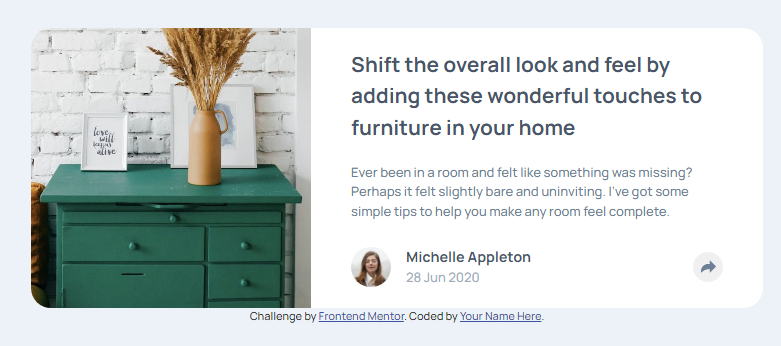 love
will
keep us
alive
Shift the overall look and feel by
adding these wonderful touches to
furniture in your home
Ever been in a room and felt like something was missing?
Perhaps it felt slightly bare and uninviting. I've got some
simple tips to help you make any room feel complete.
Michelle Appleton
28 Jun 2020
Challenge by Frontend Mentor. Coded by Your Name Here.